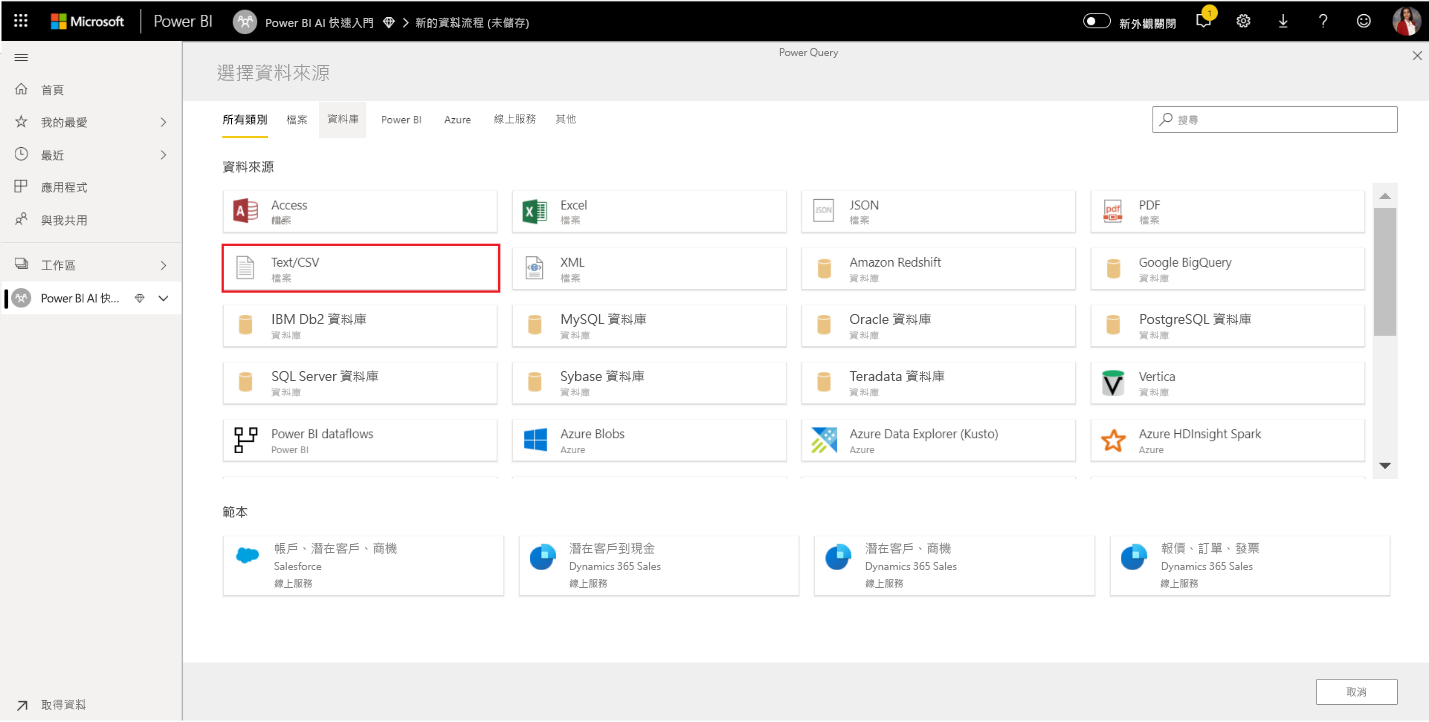 Microsoft Power BI Power BI AI 快速入門 > 新的資料流程 (未儲存) 新外觀關閉 1 ?
Power Query
選擇資料來源
首頁
我的最愛
最近
應用程式
與我共用
工作區
Power BI AI 快...
取得資料
所有類別 檔案 資料庫 Power BI Azure 線上服務 其他
搜尋
資料來源
Access
檔案
Excel
檔案
JSON
JSON
檔案
pdf
PDF
檔案
Text/CSV
檔案
XML
檔案
Amazon Redshift
資料庫
Google BigQuery
資料庫
IBM Db2 資料庫
資料庫
MySQL 資料庫
資料庫
Oracle 資料庫
資料庫
PostgreSQL 資料庫
資料庫
SQL Server 資料庫
資料庫
Sybase 資料庫
資料庫
Teradata 資料庫
資料庫
Vertica
資料庫
Power BI dataflows
Power BI
Azure Blobs
Azure
Azure Data Explorer (Kusto)
Azure
Azure HDInsight Spark
Azure
範本
帳戶、潛在客戶、商機
Salesforce
線上服務
潛在客戶到現金
Dynamics 365 Sales
線上服務
潛在客戶、商機
Dynamics 365 Sales
線上服務
報價、訂單、發票
Dynamics 365 Sales
線上服務
取消